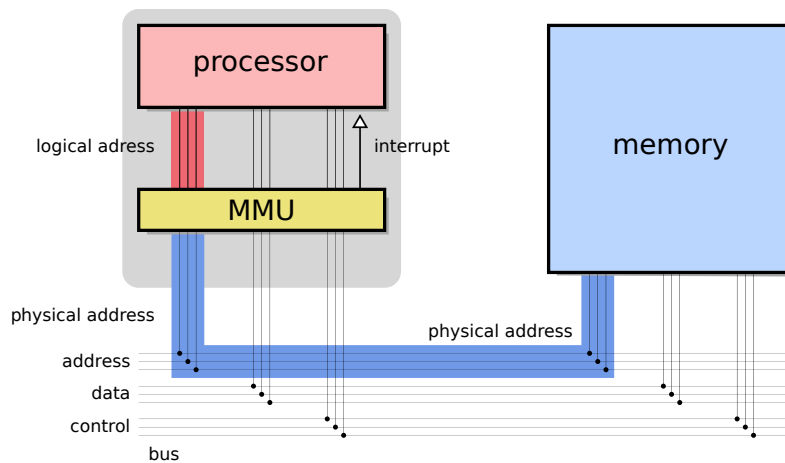 processor
memory
logical adress
interrupt
MMU
physical address
physical address
address
data
control
bus